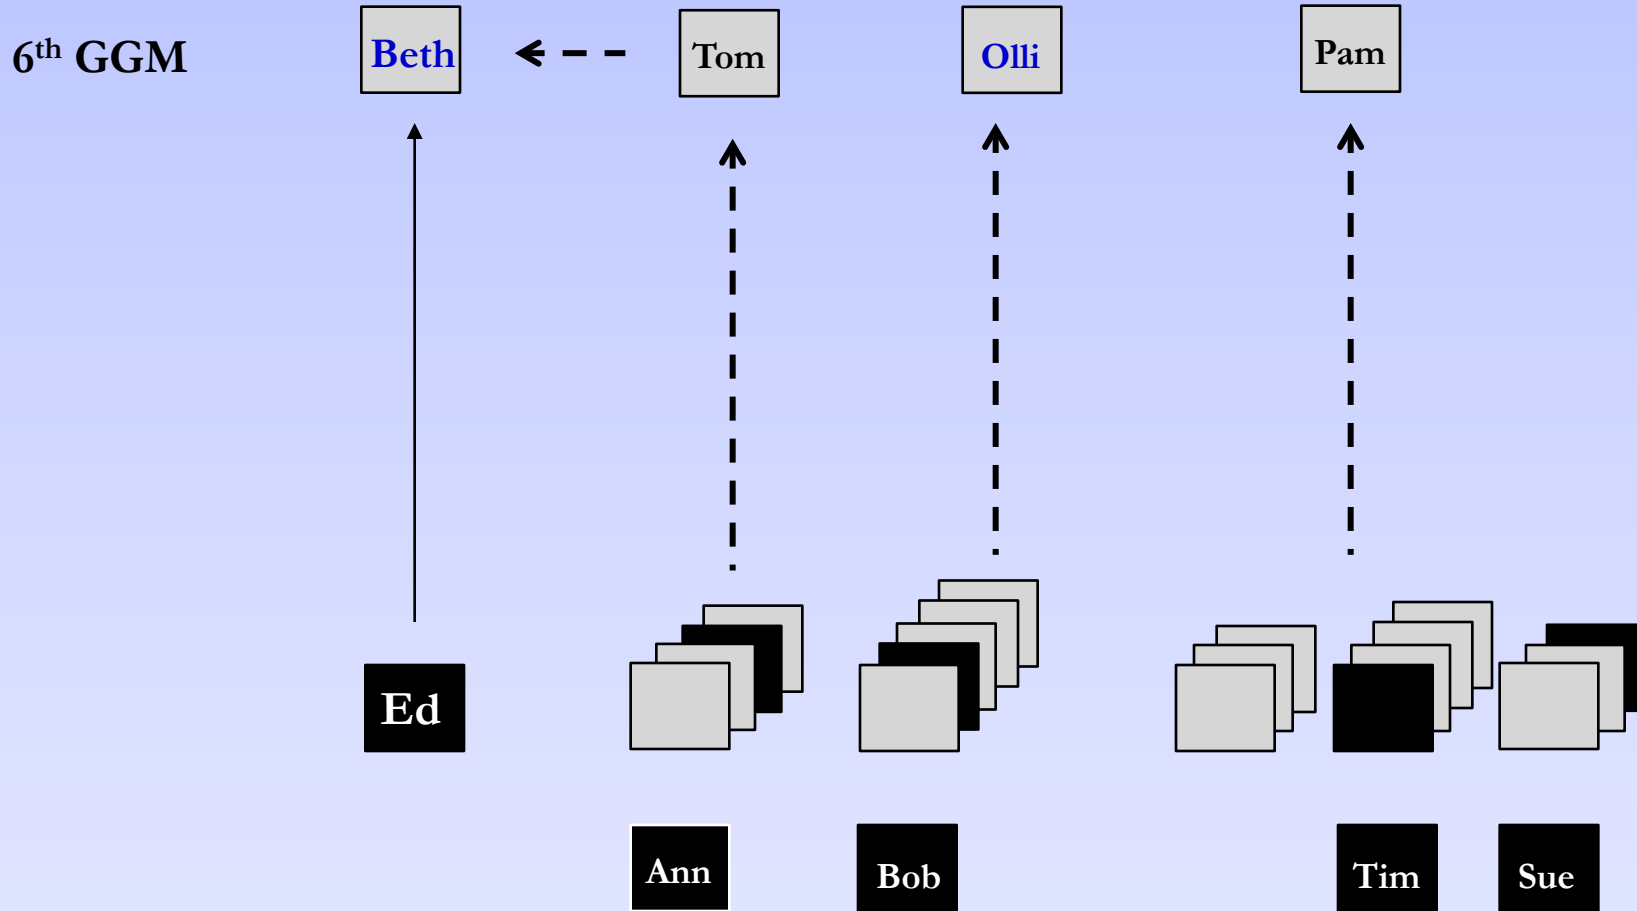 6th GGM
Beth
Tom
Olli
Pam
Ed
Ann
Bob
Tim
Sue